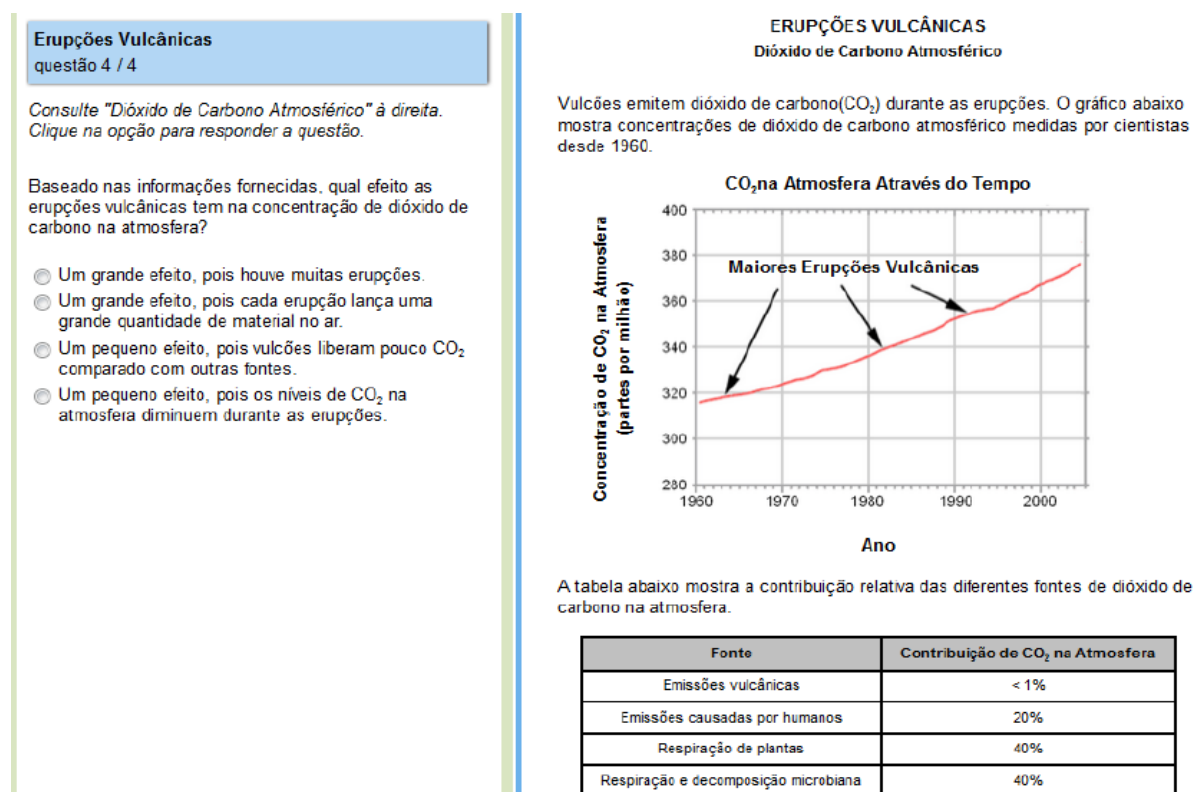 Erupções Vulcânicas
questão 4 / 4
Consulte "Dióxido de Carbono Atmosférico" à direita.
Clique na opção para responder a questão.
Baseado nas informações fornecidas, qual efeito as
erupções vulcânicas tem na concentração de dióxido de
carbono na atmosfera?
Um grande efeito, pois houve muitas erupções.
Um grande efeito, pois cada erupção lança uma
grande quantidade de material no ar.
Um pequeno efeito, pois vulcões liberam pouco CO₂
comparado com outras fontes.
Um pequeno efeito, pois os níveis de CO₂ na
atmosfera diminuem durante as erupções.
ERUPÇÕES VULCÂNICAS
Dióxido de Carbono Atmosférico
Vulcões emitem dióxido de carbono(CO₂) durante as erupções. O gráfico abaixo
mostra concentrações de dióxido de carbono atmosférico medidas por cientistas
desde 1960.
CO₂na Atmosfera Através do Tempo
Concentração de CO₂ na Atmosfera
(partes por milhão)
400
380
360
340
320
300
280
Maiores Erupções Vulcânicas
1960 1970 1980 1990 2000
Ano
A tabela abaixo mostra a contribuição relativa das diferentes fontes de dióxido de
carbono na atmosfera.
Fonte Contribuição de CO₂ na Atmosfera
Emissões vulcânicas < 1%
Emissões causadas por humanos 20%
Respiração de plantas 40%
Respiração e decomposição microbiana 40%